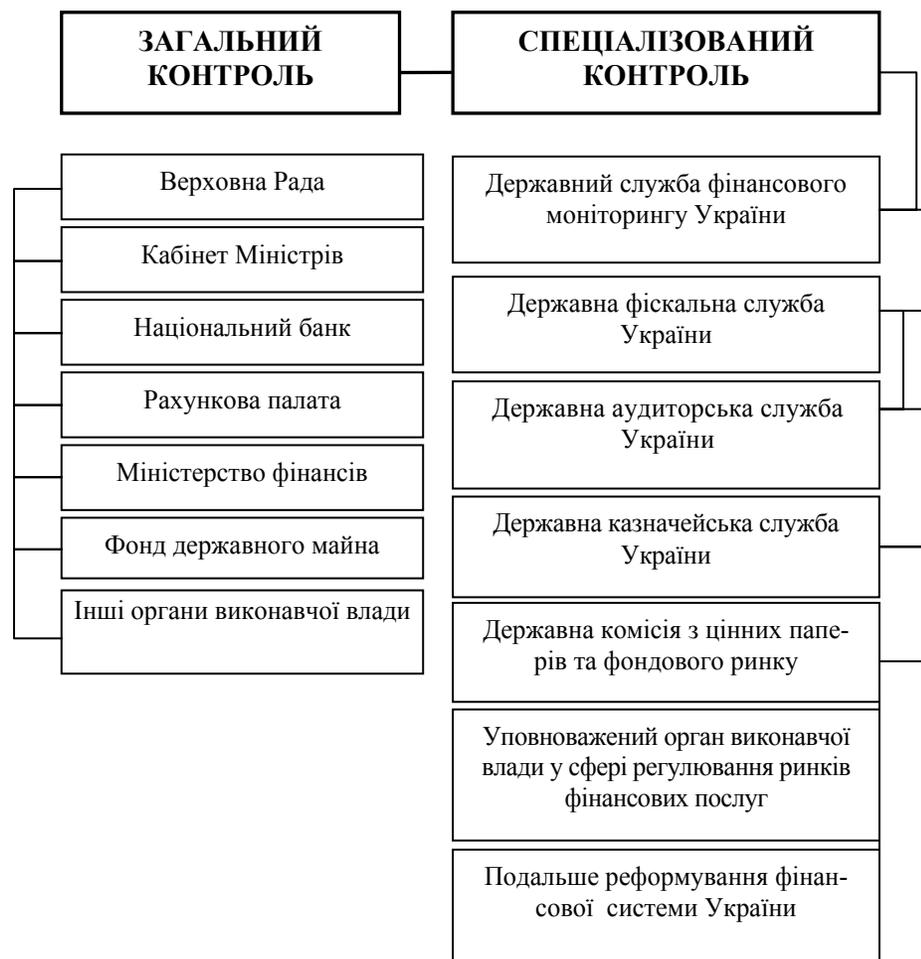 ЗАГАЛЬНИЙ
КОНТРОЛЬ
СПЕЦІАЛІЗОВАНИЙ
КОНТРОЛЬ
Верховна Рада
Кабінет Міністрів
Національний банк
Рахункова палата
Міністерство фінансів
Фонд державного майна
Інші органи виконавчої влади
Державний служба фінансового
моніторингу України
Державна фіскальна служба
України
Державна аудиторська служба
України
Державна казначейська служба
України
Державна комісія з цінних папе-
рів та фондового ринку
Уповноважений орган виконавчої
влади у сфері регулювання ринків
фінансових послуг
Подальше реформування фінан-
сової системи України